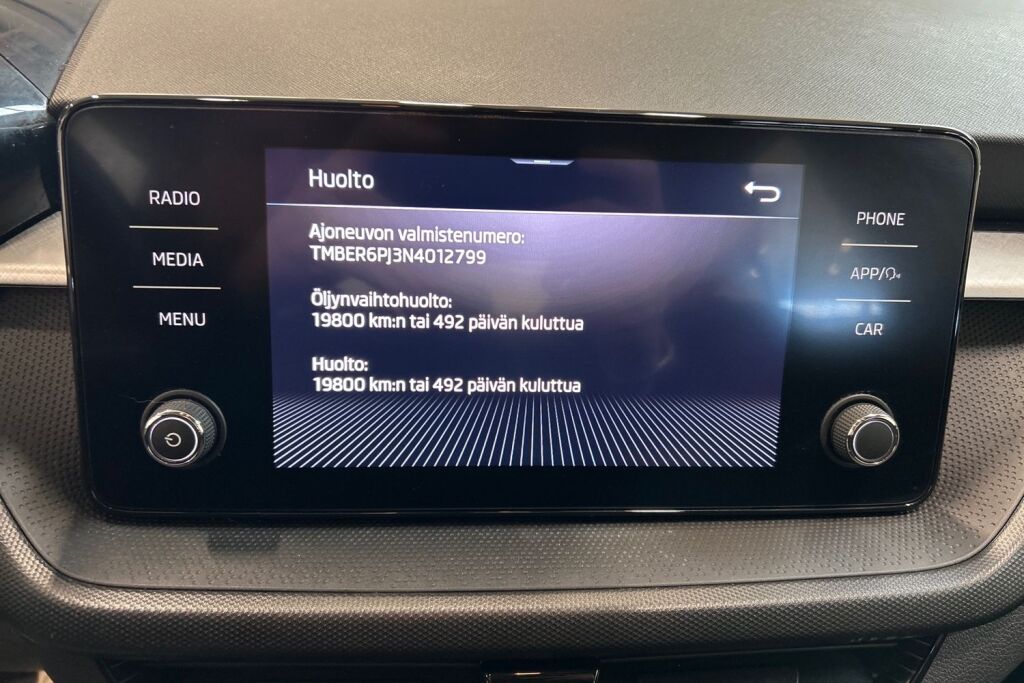 RADIO
MEDIA
MENU
Huolto
Ajoneuvon valmistenumero:
TMBER6PJ3N4012799
Öljynvaihtohuolto:
19800 km:n tai 492 päivän kuluttua
Huolto:
19800 km:n tai 492 päivän kuluttua
PHONE
APP/
CAR